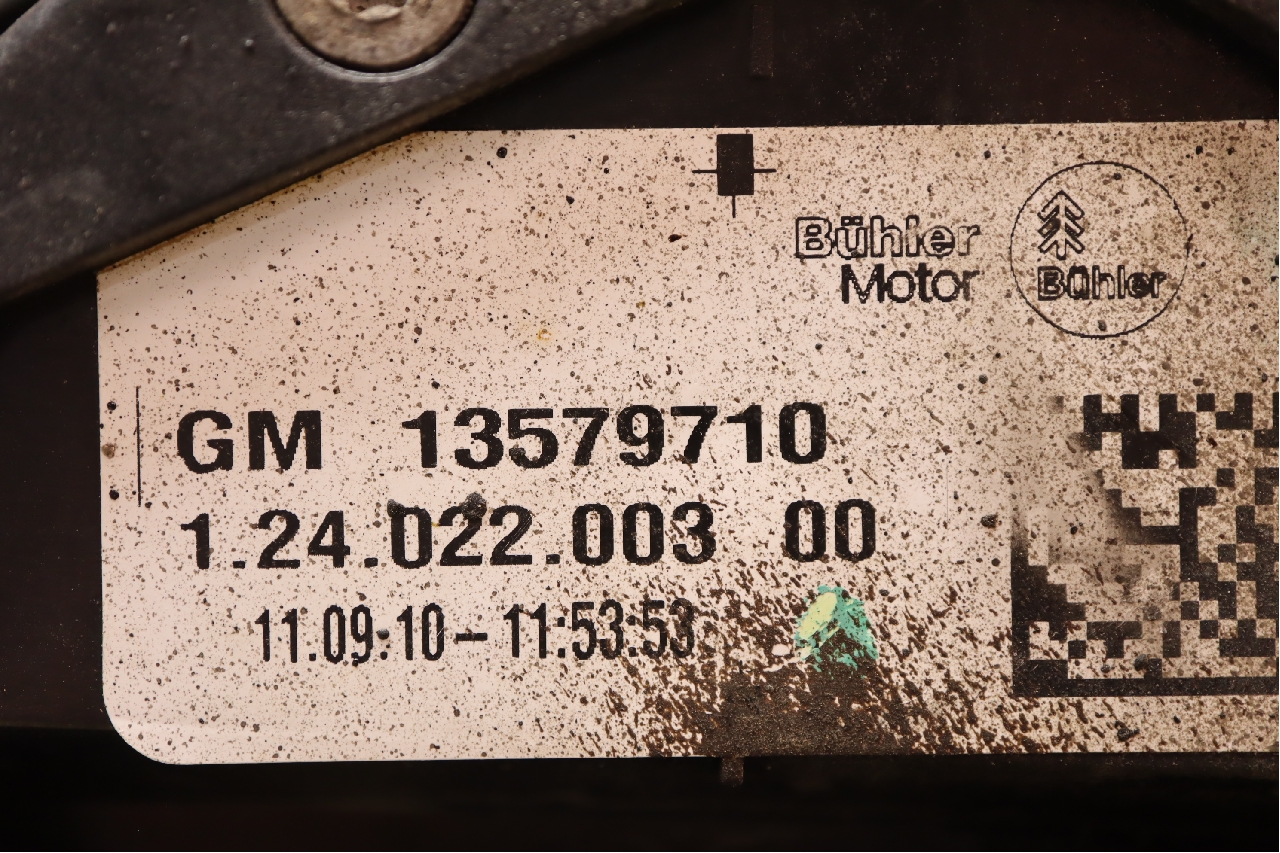 Bühler
Motor
Bühler
GM 13579710
1.24.022.003 00
11.09.10 – 11:53:53